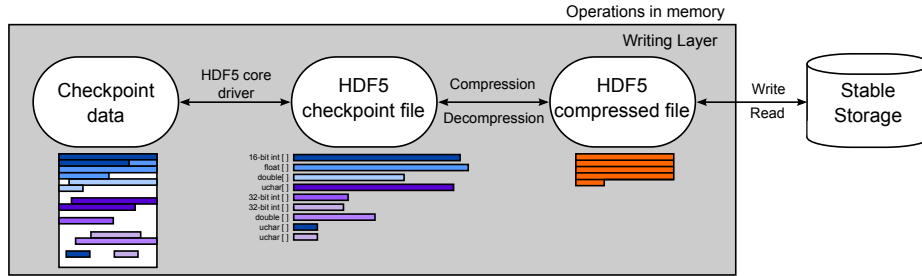 Operations in memory
Writing Layer
Checkpoint
data
HDF5 core
driver
HDF5
checkpoint file
Compression
Decompression
HDF5
compressed file
Write
Read
Stable
Storage
16-bit int [ ]
float [ ]
double[ ]
uchar[ ]
32-bit int [ ]
32-bit int [ ]
double [ ]
uchar [ ]
uchar [ ]